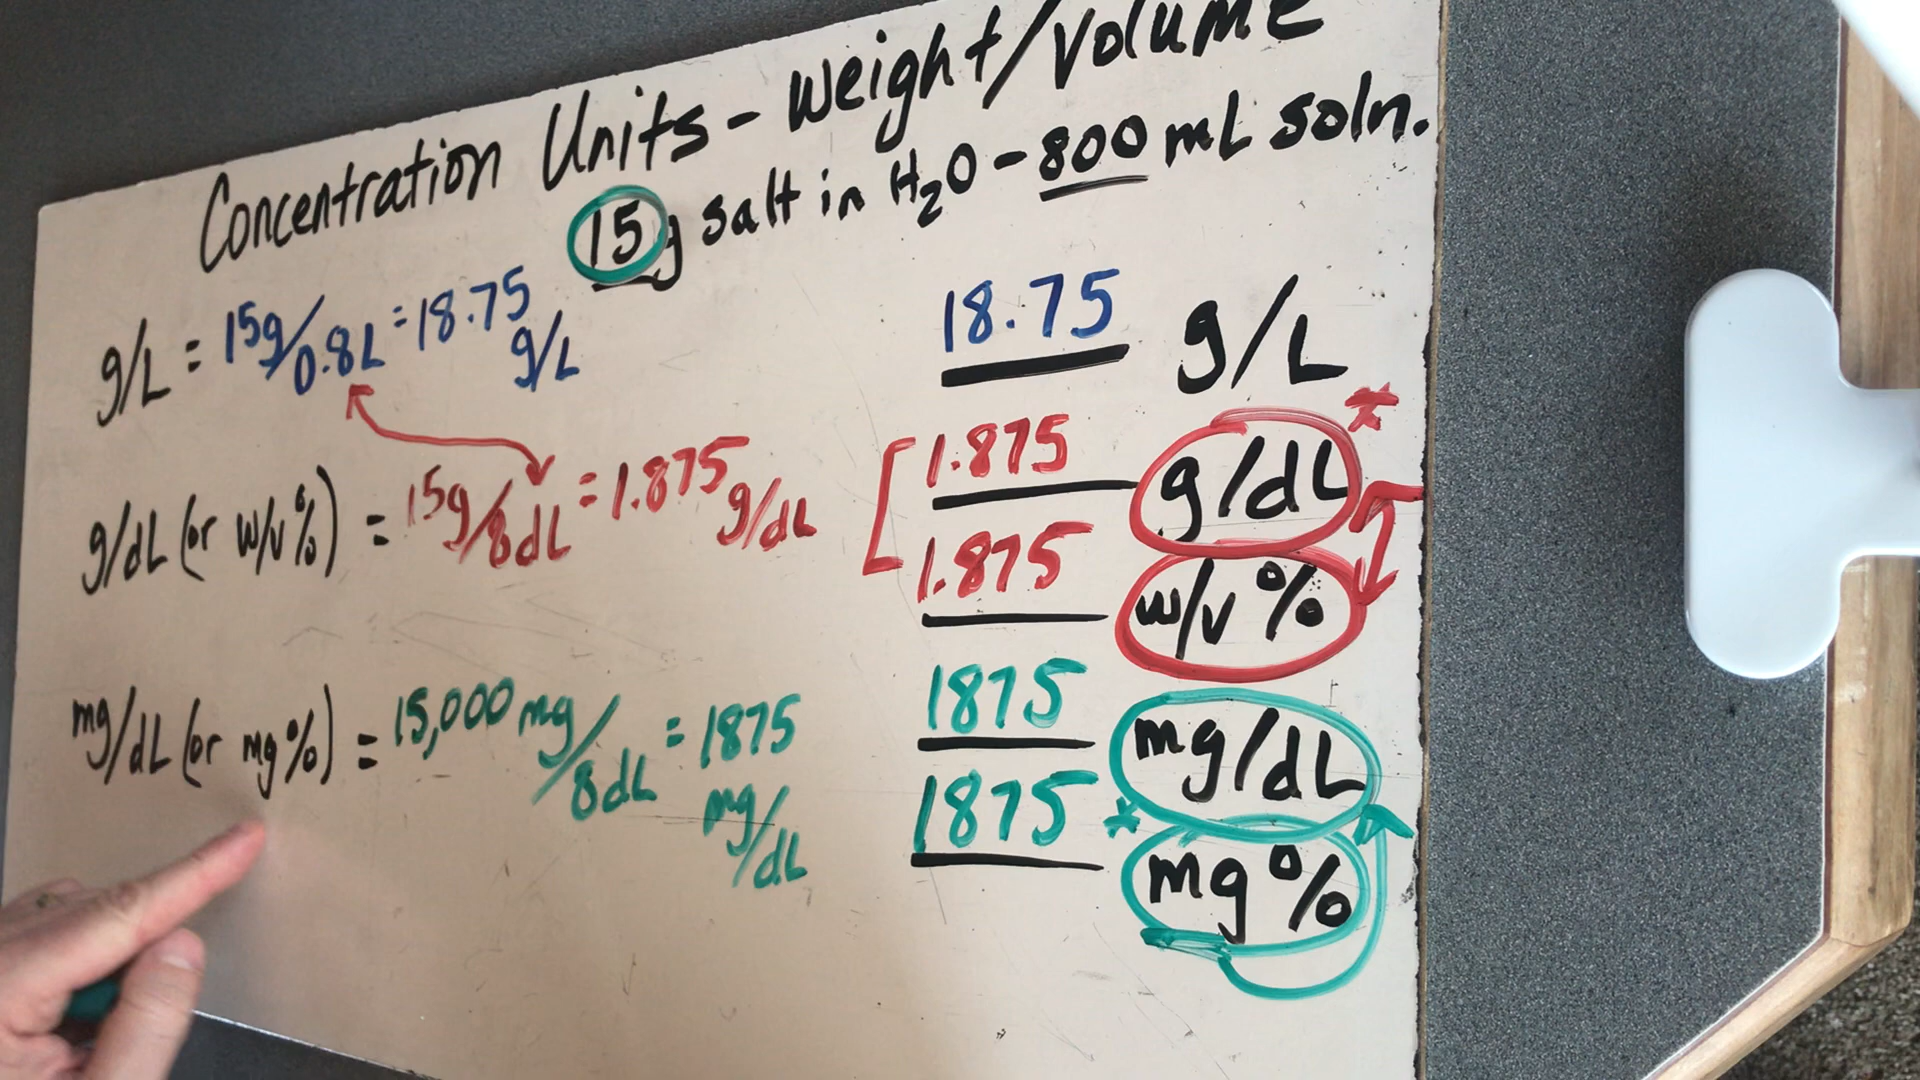 Concentration Units - Weight/Volume
15g salt in H₂O - 800 mL soln.
g/L = 15g/0.8L = 18.75 g/L
18.75 g/L
g/dL (or w/v%) = 15g/8dL = 1.875 g/dL
1.875 g/dL *
1.875 w/v %
mg/dL (or mg%) = 15,000 mg/8dL = 1875 mg/dL
1875 mg/dL
1875 * mg %